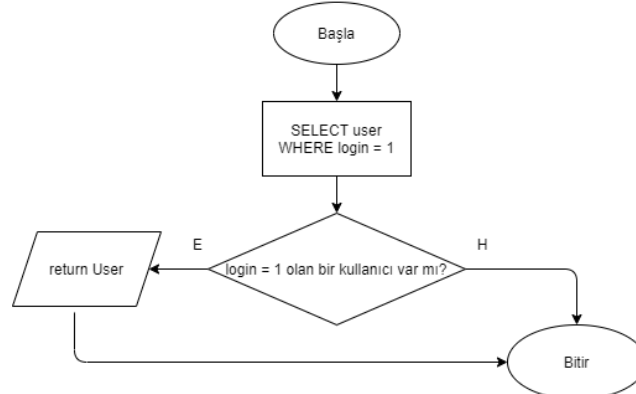 Başla
SELECT user
WHERE login = 1
E
H
login = 1 olan bir kullanıcı var mı?
return User
Bitir